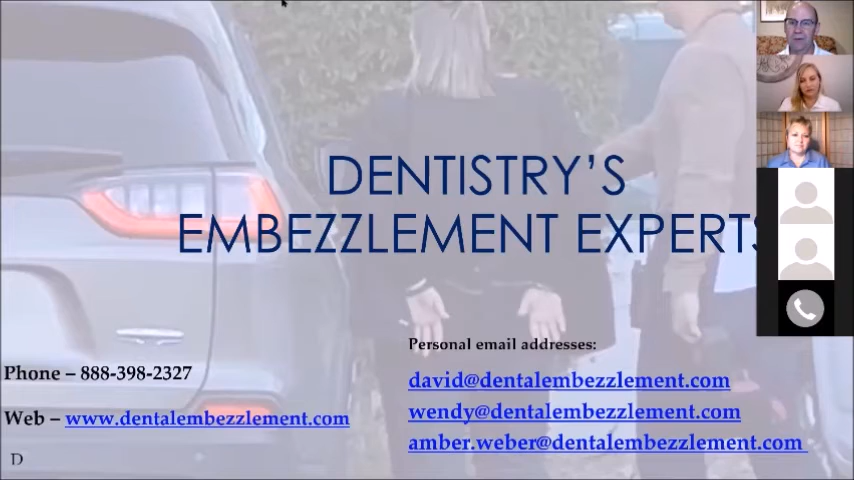 DENTISTRY'S
EMBEZZLEMENT EXPERTS
Personal email addresses:
Phone – 888-398-2327
david@dentalembezzlement.com
wendy@dentalembezzlement.com
Web – www.dentalembezzlement.com
amber.weber@dentalembezzlement.com
D